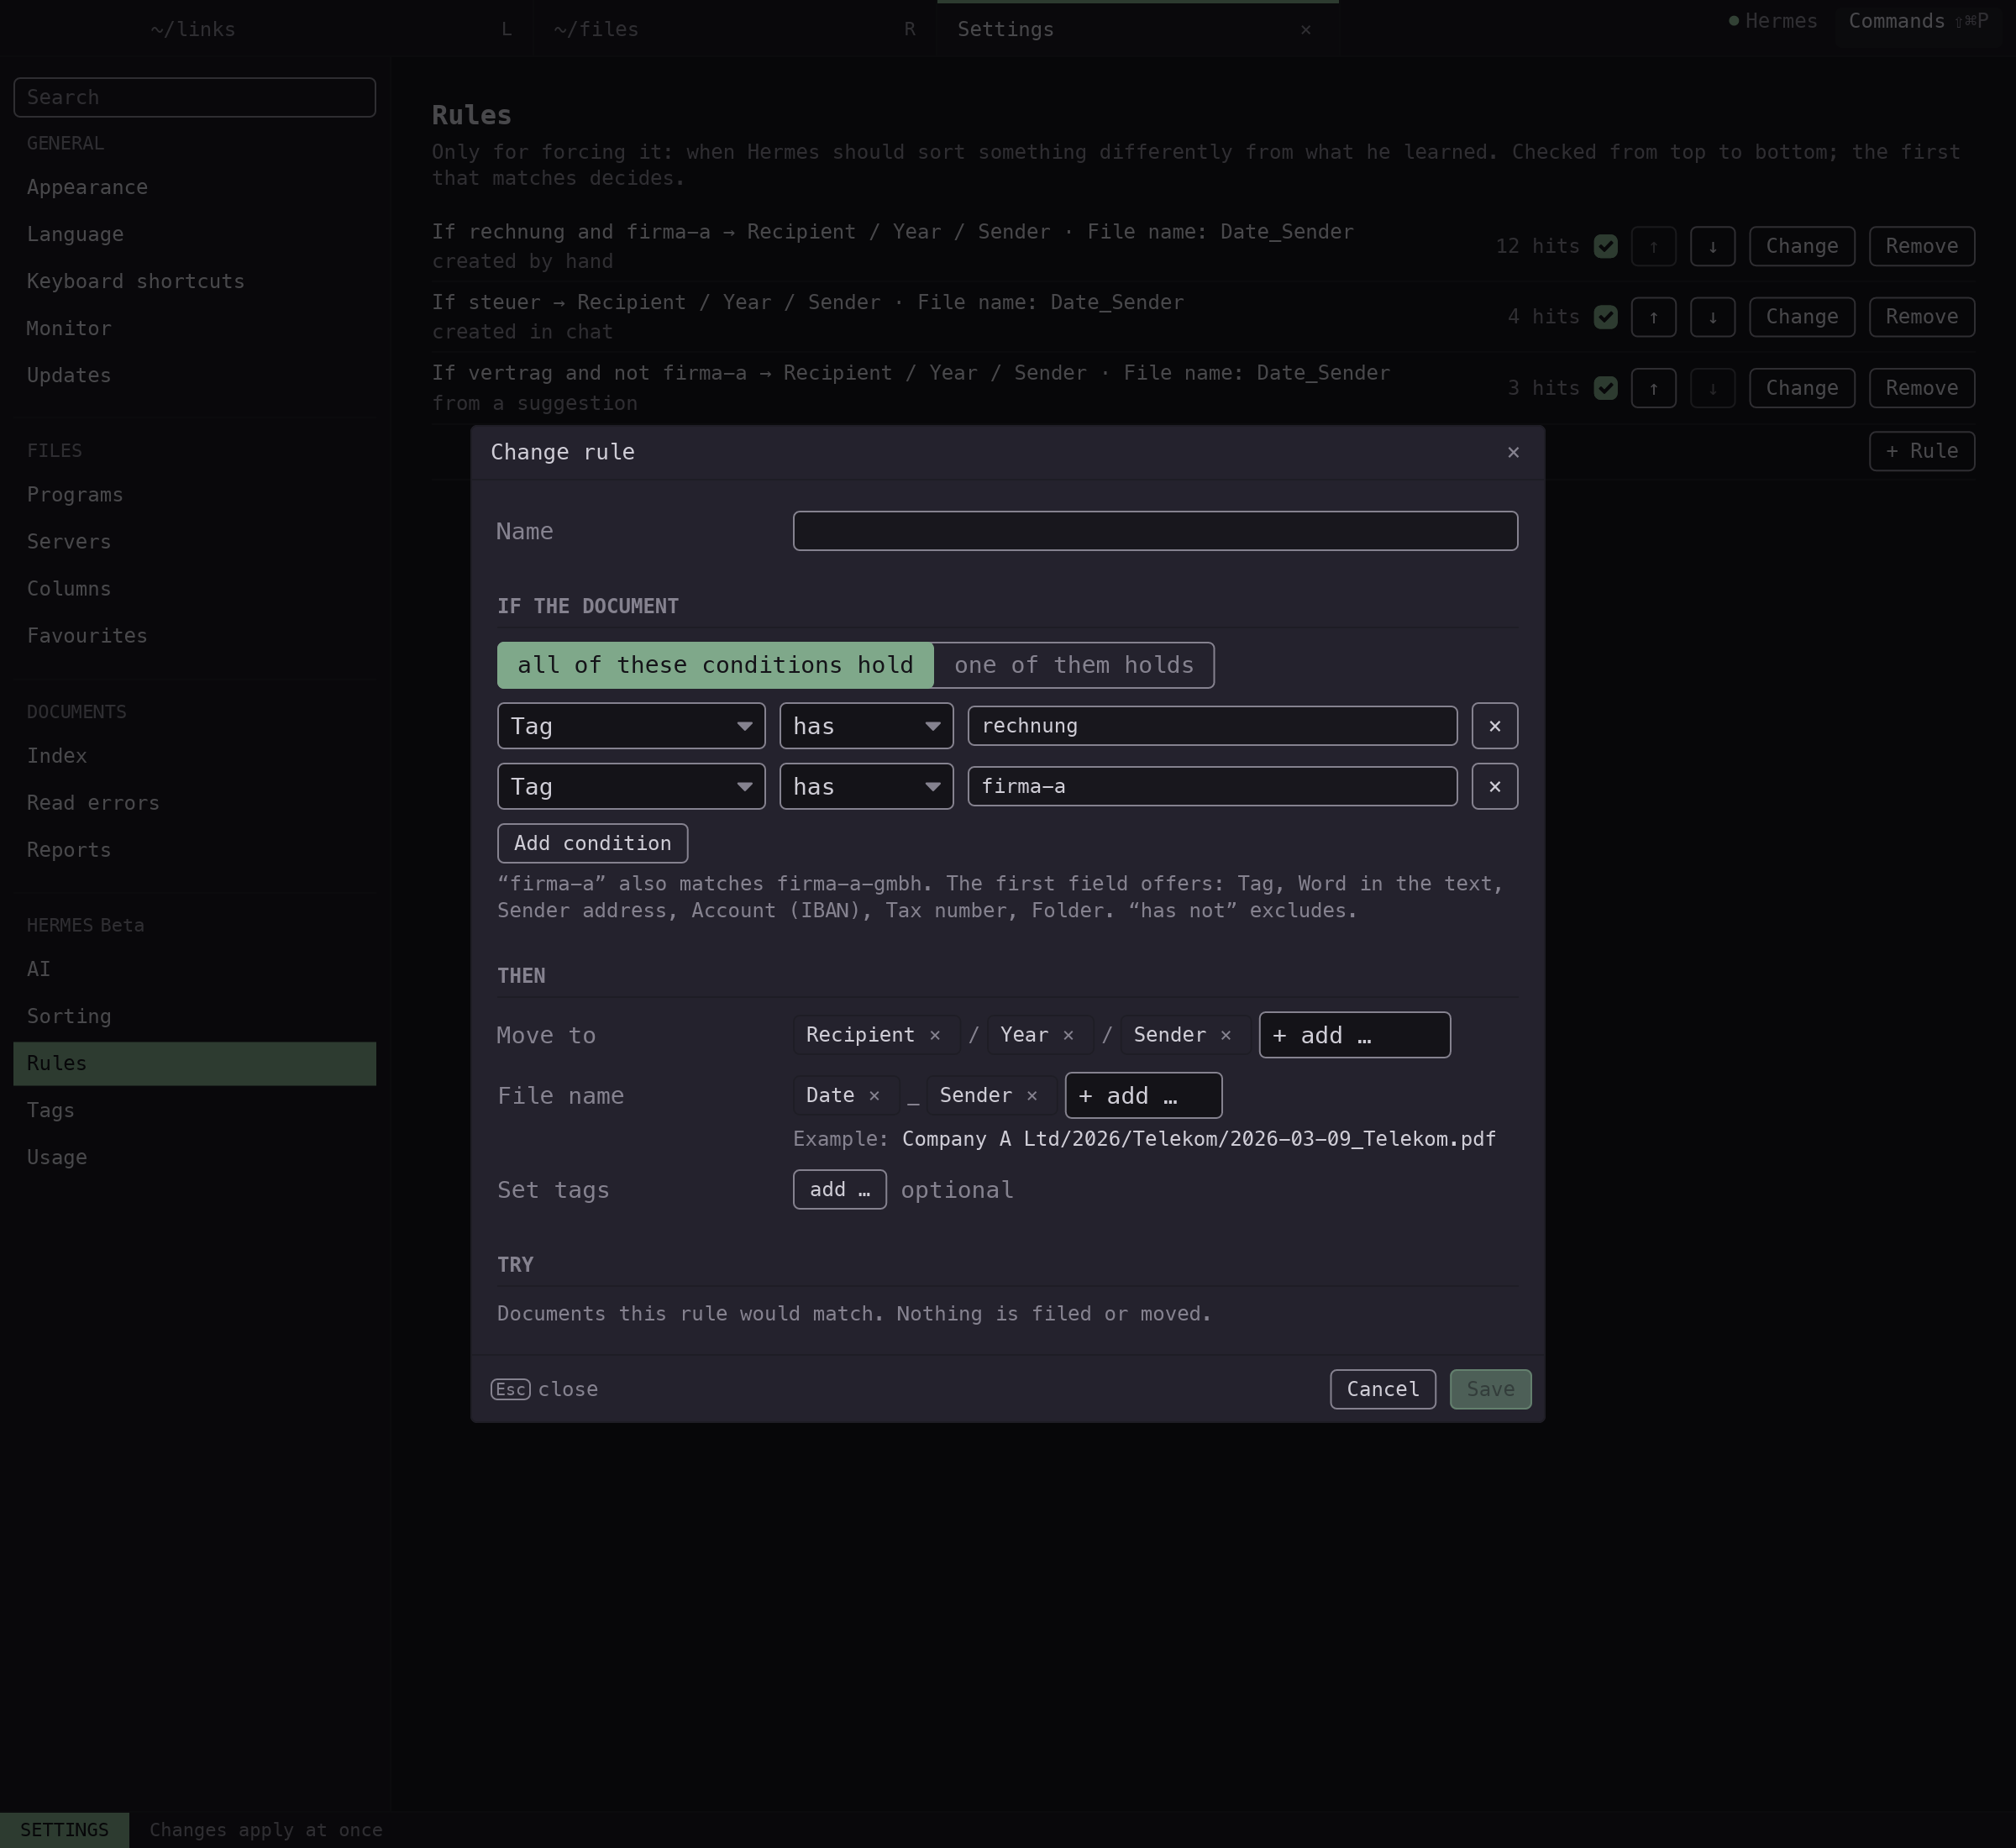 ~/links L ~/files R Settings × Hermes Commands ⇧⌘P
Search
GENERAL
Appearance
Language
Keyboard shortcuts
Monitor
Updates
FILES
Programs
Servers
Columns
Favourites
DOCUMENTS
Index
Read errors
Reports
HERMES Beta
AI
Sorting
Rules
Tags
Usage
Rules
Only for forcing it: when Hermes should sort something differently from what he learned. Checked from top to bottom; the first
that matches decides.
If rechnung and firma-a → Recipient / Year / Sender · File name: Date_Sender
created by hand
12 hits ↑ ↓ Change Remove
If steuer → Recipient / Year / Sender · File name: Date_Sender
created in chat
4 hits ↑ ↓ Change Remove
If vertrag and not firma-a → Recipient / Year / Sender · File name: Date_Sender
from a suggestion
3 hits ↑ ↓ Change Remove
+ Rule
Change rule ×
Name
IF THE DOCUMENT
all of these conditions hold one of them holds
Tag has rechnung ×
Tag has firma-a ×
Add condition
“firma-a” also matches firma-a-gmbh. The first field offers: Tag, Word in the text,
Sender address, Account (IBAN), Tax number, Folder. “has not” excludes.
THEN
Move to Recipient × / Year × / Sender × + add …
File name Date × _ Sender × + add …
Example: Company A Ltd/2026/Telekom/2026-03-09_Telekom.pdf
Set tags add … optional
TRY
Documents this rule would match. Nothing is filed or moved.
Esc close Cancel Save
SETTINGS Changes apply at once